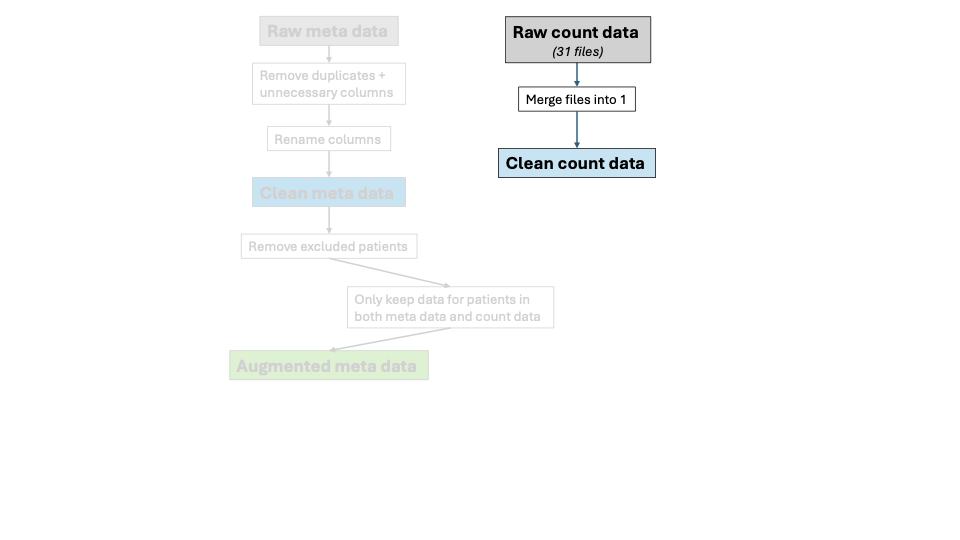 Raw meta data
Remove duplicates +
unnecessary columns
Rename columns
Clean meta data
Remove excluded patients
Only keep data for patients in
both meta data and count data
Augmented meta data
Raw count data
(31 files)
Merge files into 1
Clean count data